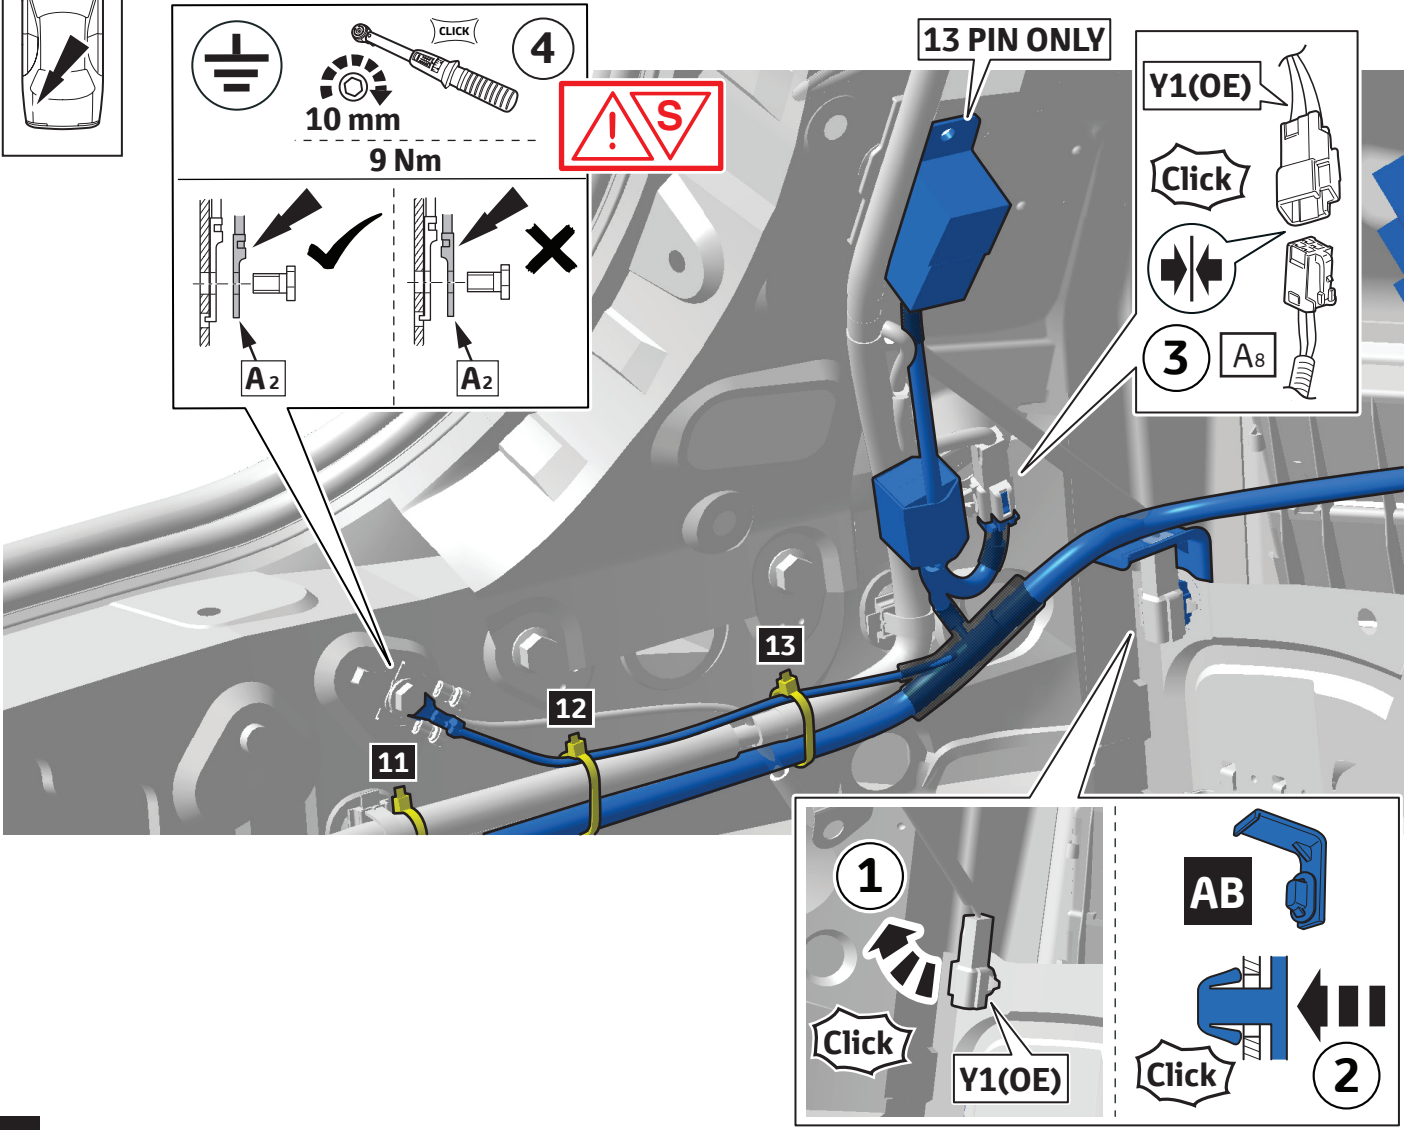 CLICK
4
10 mm
9 Nm
! S
A2
A2
13 PIN ONLY
Y1(OE)
Click
3
A8
13
12
11
1
Click
Y1(OE)
AB
Click
2